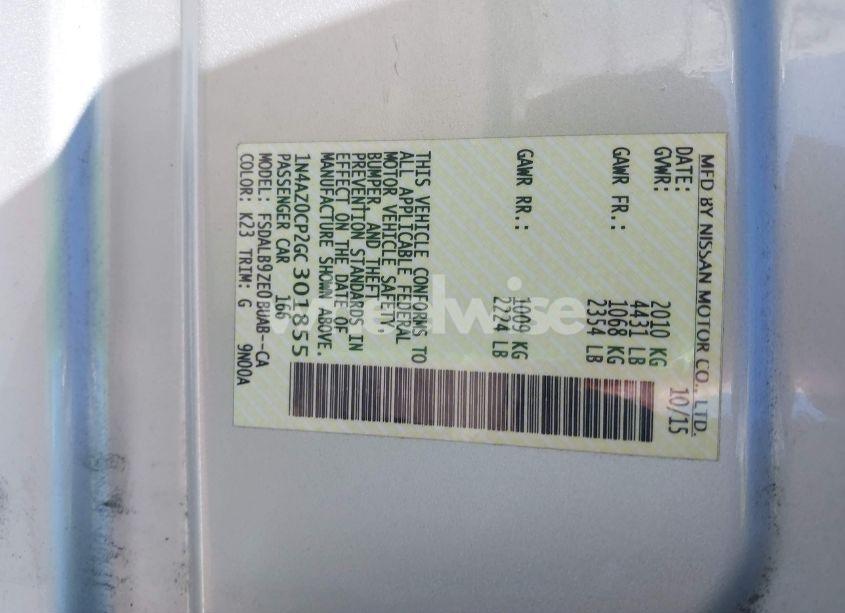 MFD BY NISSAN MOTOR CO., LTD.
DATE: 10/15
GVWR: 2010 KG
4431 LB
GAWR FR.: 1068 KG
2354 LB
GAWR RR.: 1009 KG
2224 LB
THIS VEHICLE CONFORMS TO
ALL APPLICABLE FEDERAL
MOTOR VEHICLE SAFETY,
BUMPER, AND THEFT
PREVENTION STANDARDS IN
EFFECT ON THE DATE OF
MANUFACTURE SHOWN ABOVE.
1N4AZ0CP2GC301855
PASSENGER CAR 166
MODEL: FSDALB9ZE0BUAB--CA
COLOR: K23 TRIM: G 9N00A